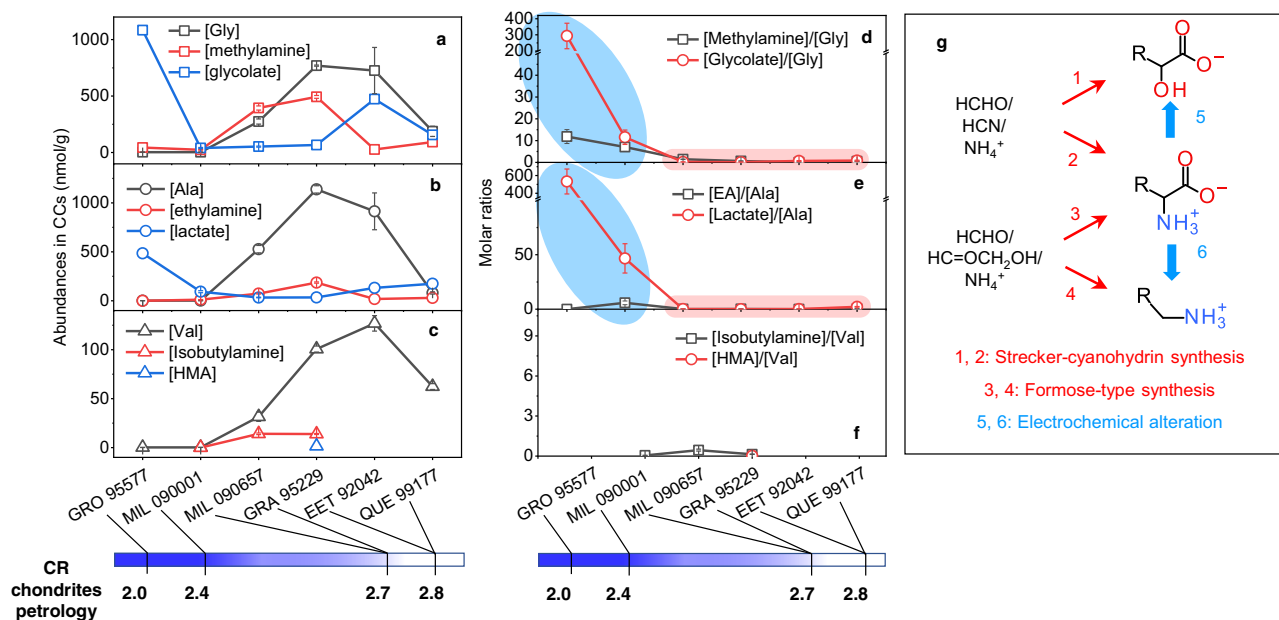 a
[Gly]
[methylamine]
[glycolate]
1000
500
0
b
[Ala]
[ethylamine]
[lactate]
1000
500
0
c
[Val]
[Isobutylamine]
[HMA]
100
50
0
Abundances in CCs (nmol/g)
GRO 95577
MIL 090001
MIL 090657
GRA 95229
EET 92042
QUE 99177
CR
chondrites
petrology
2.0
2.4
2.7
2.8
d
[Methylamine]/[Gly]
[Glycolate]/[Gly]
400
300
200
40
30
20
10
0
e
[EA]/[Ala]
[Lactate]/[Ala]
600
400
50
0
[Isobutylamine]/[Val]
[HMA]/[Val]
f
9
6
3
0
Molar ratios
GRO 95577
MIL 090001
MIL 090657
GRA 95229
EET 92042
QUE 99177
2.0
2.4
2.7
2.8
g
HCHO/
HCN/
NH₄⁺
1
2
R
O
O⁻
OH
5
R
O
O⁻
NH₃⁺
HCHO/
HC=OCH₂OH/
NH₄⁺
3
4
6
R
NH₃⁺
1, 2: Strecker-cyanohydrin synthesis
3, 4: Formose-type synthesis
5, 6: Electrochemical alteration